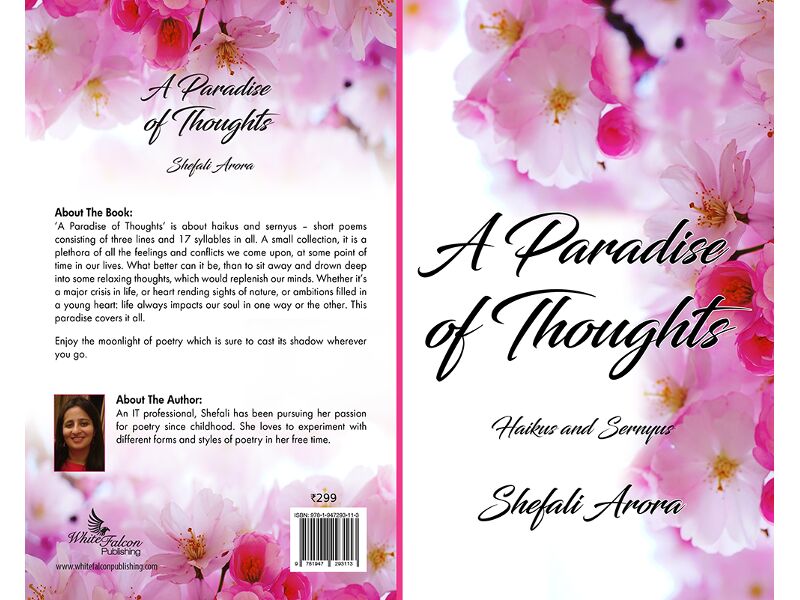 A Paradise
of Thoughts
Shefali Arora
About The Book:
'A Paradise of Thoughts' is about haikus and sernyus – short poems
consisting of three lines and 17 syllables in all. A small collection, it is a
plethora of all the feelings and conflicts we come upon, at some point of
time in our lives. What better can it be, than to sit away and drown deep
into some relaxing thoughts, which would replenish our minds. Whether it's
a major crisis in life, or heart rending sights of nature, or ambitions filled in
a young heart: life always impacts our soul in one way or the other. This
paradise covers it all.
Enjoy the moonlight of poetry which is sure to cast its shadow wherever
you go.
About The Author:
An IT professional, Shefali has been pursuing her passion
for poetry since childhood. She loves to experiment with
different forms and styles of poetry in her free time.
₹299
ISBN: 978-1-947293-11-3
9 781947 293113
White Falcon
Publishing
www.whitefalconpublishing.com
A Paradise
of Thoughts
Haikus and Sernyus
Shefali Arora